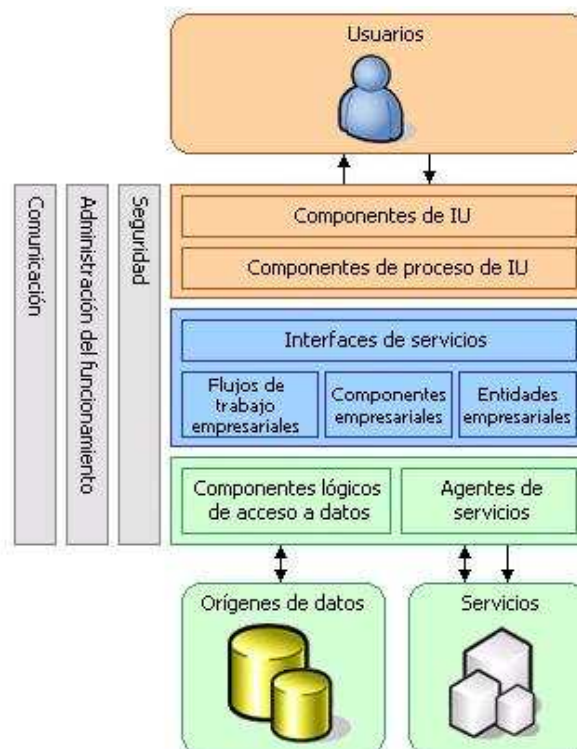 Usuarios
Comunicación
Administración del funcionamiento
Seguridad
Componentes de IU
Componentes de proceso de IU
Interfaces de servicios
Flujos de
trabajo
empresariales
Componentes
empresariales
Entidades
empresariales
Componentes lógicos
de acceso a datos
Agentes de
servicios
Orígenes de datos
Servicios